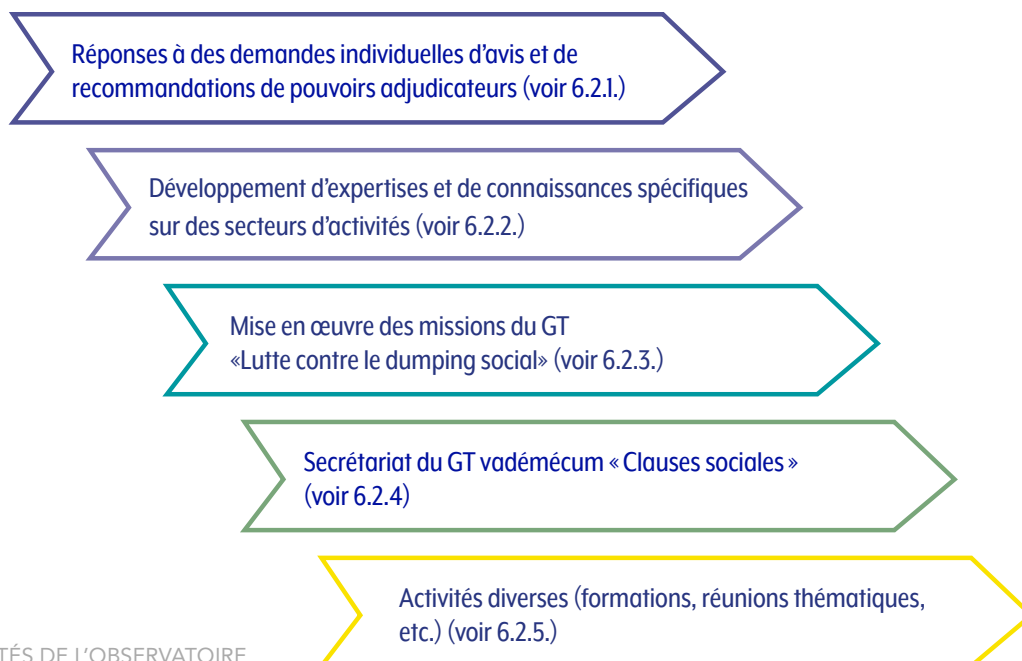 Réponses à des demandes individuelles d'avis et de
recommandations de pouvoirs adjudicateurs (voir 6.2.1.)
Développement d'expertises et de connaissances spécifiques
sur des secteurs d'activités (voir 6.2.2.)
Mise en œuvre des missions du GT
«Lutte contre le dumping social» (voir 6.2.3.)
Secrétariat du GT vadémécum « Clauses sociales »
(voir 6.2.4)
Activités diverses (formations, réunions thématiques,
etc.) (voir 6.2.5.)
TÉS DE L'OBSERVATOIRE